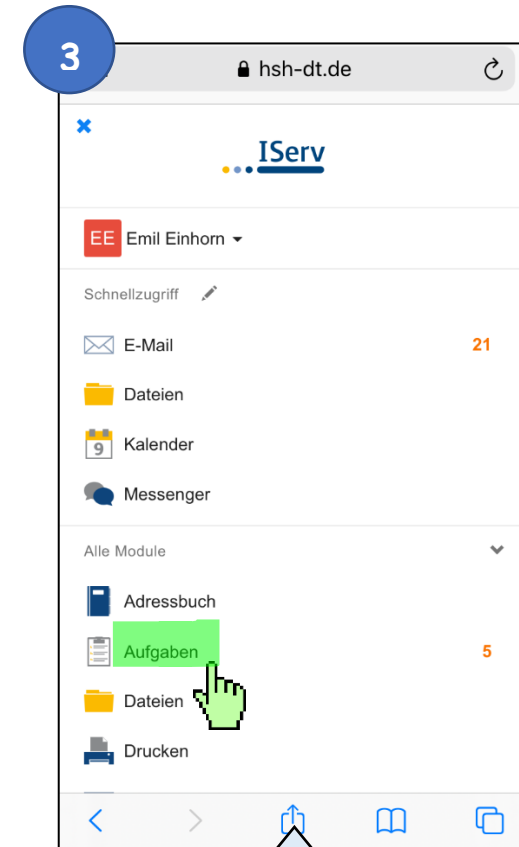 3
hsh-dt.de
IServ
EE Emil Einhorn
Schnellzugriff
E-Mail 21
Dateien
9 Kalender
Messenger
Alle Module
Adressbuch
Aufgaben 5
Dateien
Drucken